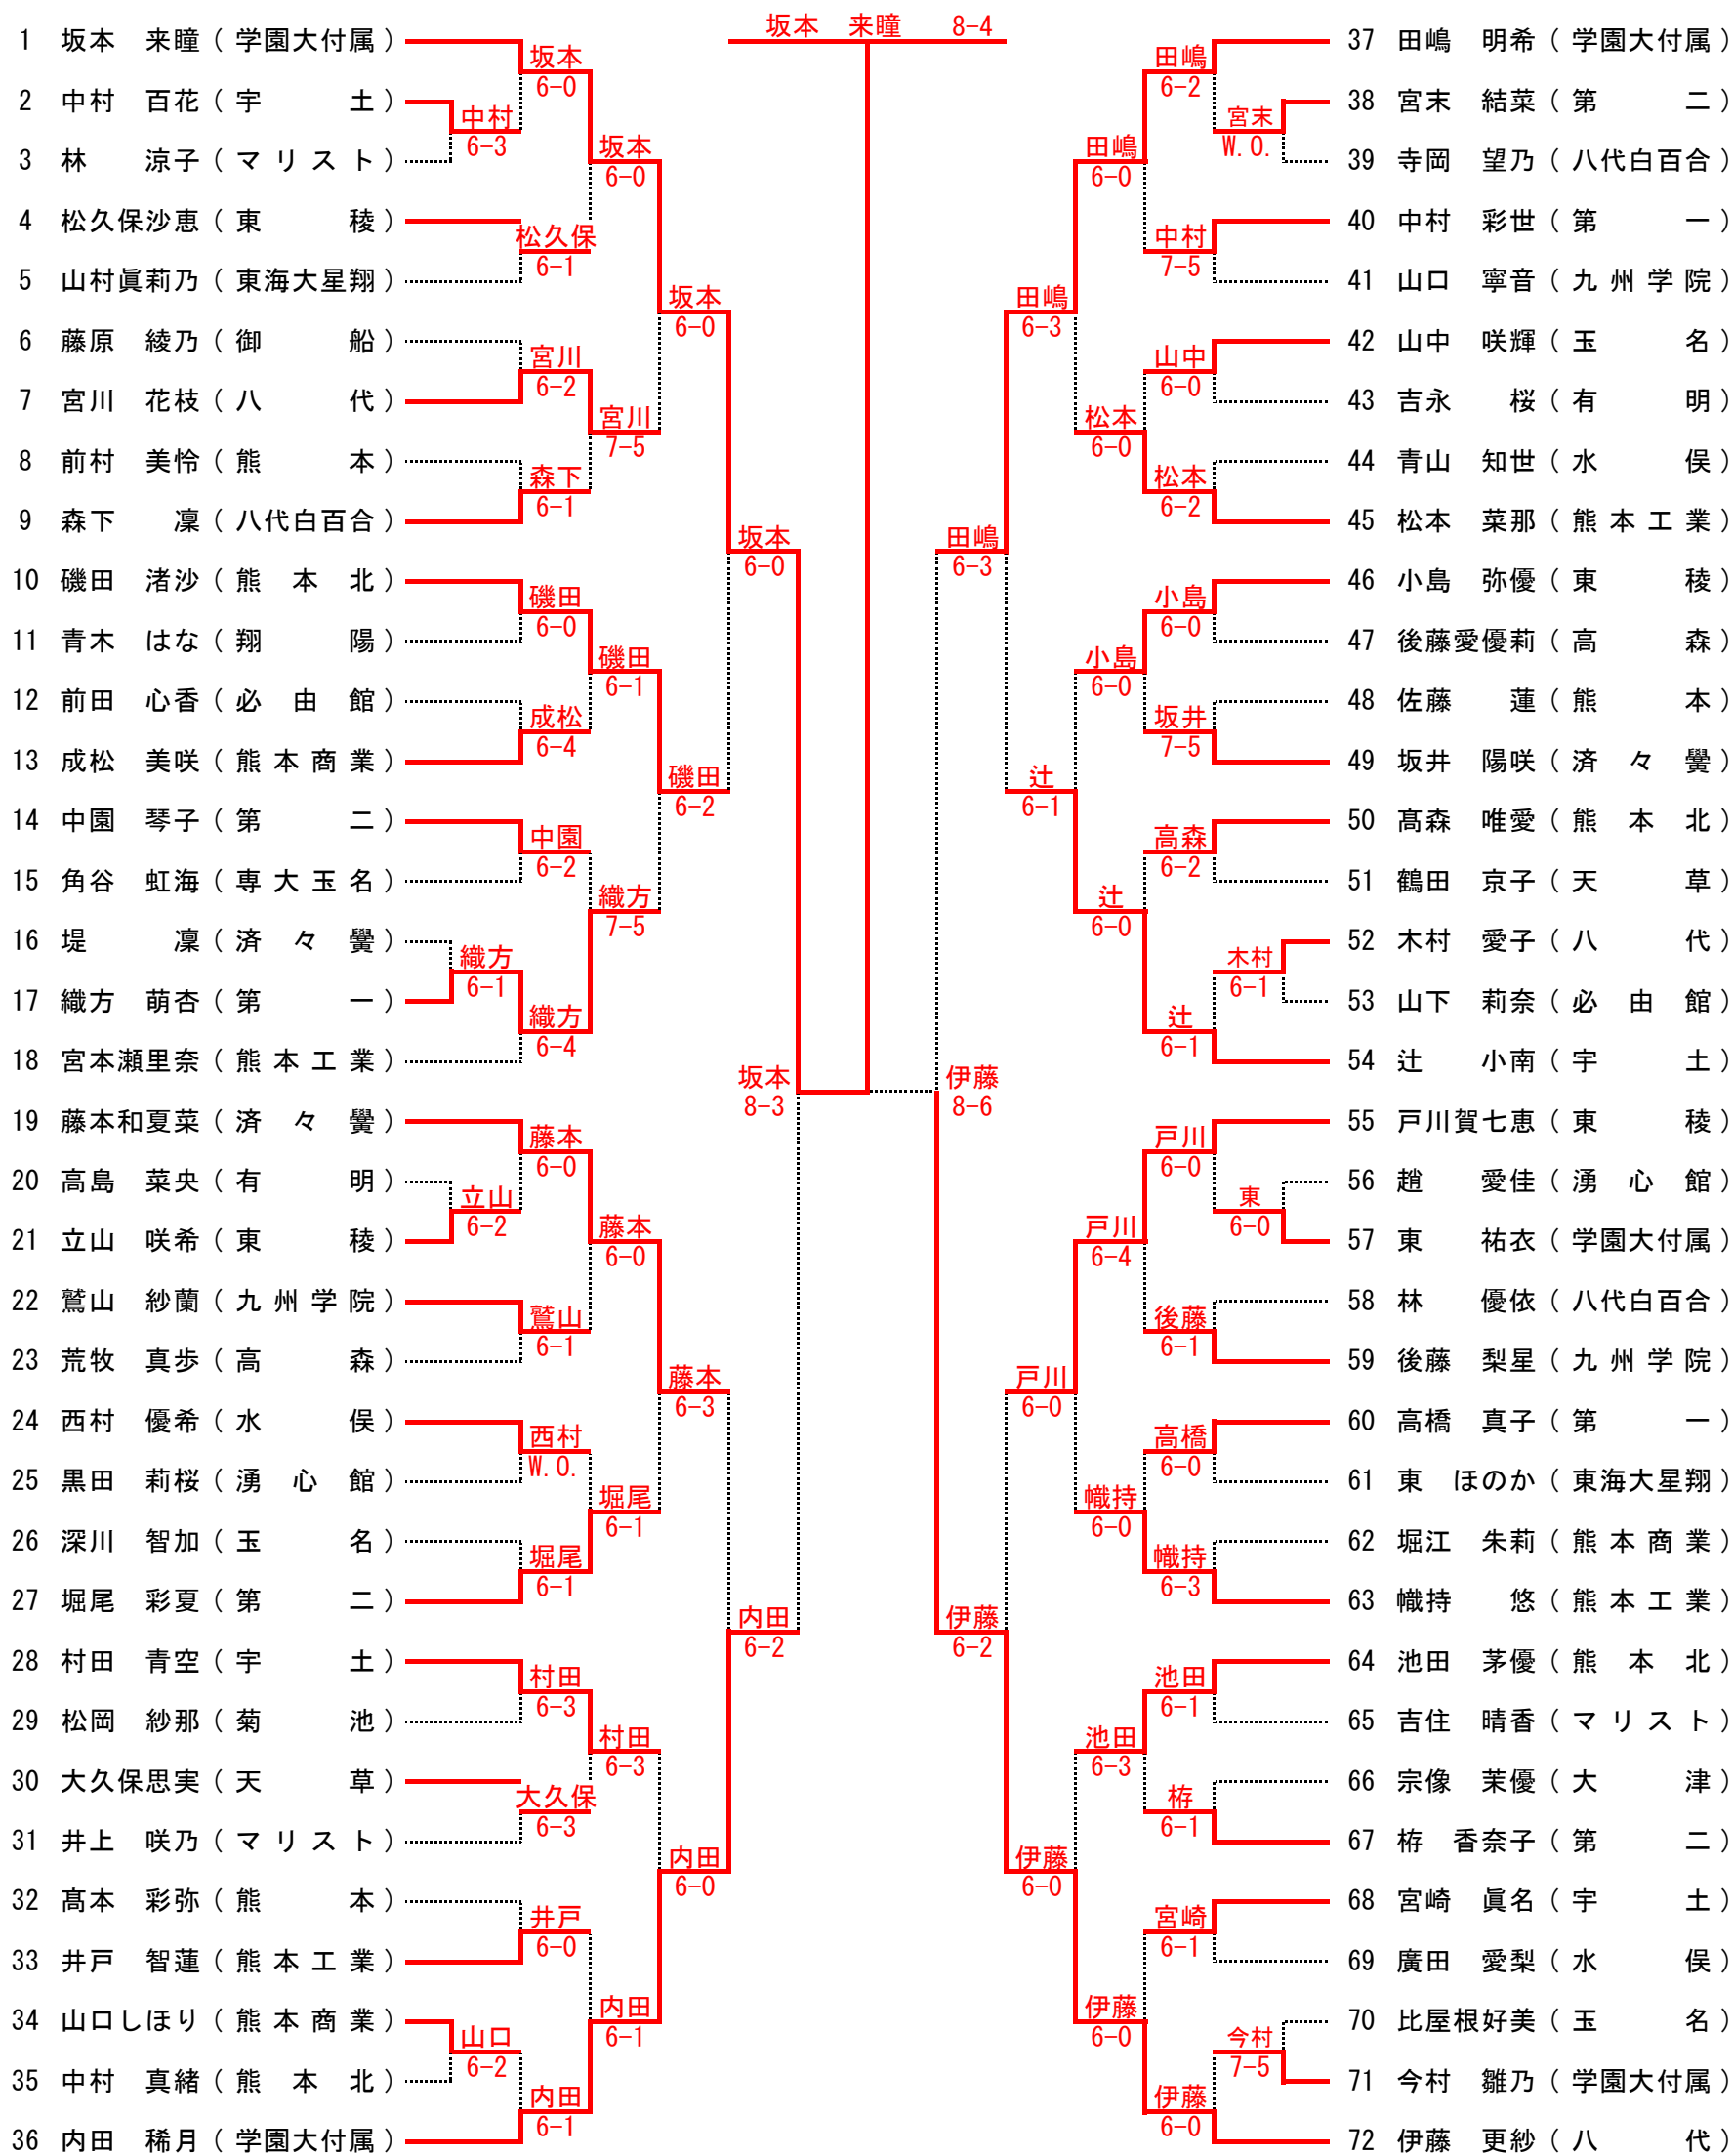 坂本 来瞳 8-4
1 坂本 来瞳 ( 学園大付属 )
2 中村 百花 ( 宇 土 )
3 林 涼子 ( マリスト )
4 松久保沙恵 ( 東 稜 )
5 山村眞莉乃 ( 東海大星翔 )
6 藤原 綾乃 ( 御 船 )
7 宮川 花枝 ( 八 代 )
8 前村 美怜 ( 熊 本 )
9 森下 凜 ( 八代白百合 )
10 磯田 渚沙 ( 熊 本 北 )
11 青木 はな ( 翔 陽 )
12 前田 心香 ( 必 由 館 )
13 成松 美咲 ( 熊本商業 )
14 中園 琴子 ( 第 二 )
15 角谷 虹海 ( 専大玉名 )
16 堤 凜 ( 済 々 黌 )
17 織方 萌杏 ( 第 一 )
18 宮本瀬里奈 ( 熊本工業 )
19 藤本和夏菜 ( 済 々 黌 )
20 高島 菜央 ( 有 明 )
21 立山 咲希 ( 東 稜 )
22 鷲山 紗蘭 ( 九州学院 )
23 荒牧 真歩 ( 高 森 )
24 西村 優希 ( 水 俣 )
25 黒田 莉桜 ( 湧 心 館 )
26 深川 智加 ( 玉 名 )
27 堀尾 彩夏 ( 第 二 )
28 村田 青空 ( 宇 土 )
29 松岡 紗那 ( 菊 池 )
30 大久保思実 ( 天 草 )
31 井上 咲乃 ( マリスト )
32 髙本 彩弥 ( 熊 本 )
33 井戸 智蓮 ( 熊本工業 )
34 山口しほり ( 熊本商業 )
35 中村 真緒 ( 熊 本 北 )
36 内田 稀月 ( 学園大付属 )
中村
6-3
織方
6-1
立山
6-2
山口
6-2
坂本
6-0
松久保
6-1
宮川
6-2
森下
6-1
磯田
6-0
成松
6-4
中園
6-2
織方
6-4
藤本
6-0
鷲山
6-1
西村
W.O.
堀尾
6-1
村田
6-3
大久保
6-3
井戸
6-0
内田
6-1
坂本
6-0
宮川
7-5
磯田
6-1
織方
7-5
藤本
6-0
堀尾
6-1
村田
6-3
内田
6-1
坂本
6-0
磯田
6-2
藤本
6-3
内田
6-0
坂本
6-0
内田
6-2
坂本
8-3
伊藤
8-6
田嶋
6-3
伊藤
6-2
田嶋
6-3
辻
6-1
戸川
6-0
伊藤
6-0
田嶋
6-0
松本
6-0
小島
6-0
辻
6-0
戸川
6-4
幟持
6-0
池田
6-3
伊藤
6-0
田嶋
6-2
中村
7-5
山中
6-0
松本
6-2
小島
6-0
坂井
7-5
高森
6-2
辻
6-1
戸川
6-0
後藤
6-1
高橋
6-0
幟持
6-3
池田
6-1
栫
6-1
宮崎
6-1
伊藤
6-0
宮末
W.O.
木村
6-1
東
6-0
今村
7-5
37 田嶋 明希 ( 学園大付属 )
38 宮末 結菜 ( 第 二 )
39 寺岡 望乃 ( 八代白百合 )
40 中村 彩世 ( 第 一 )
41 山口 寧音 ( 九州学院 )
42 山中 咲輝 ( 玉 名 )
43 吉永 桜 ( 有 明 )
44 青山 知世 ( 水 俣 )
45 松本 菜那 ( 熊本工業 )
46 小島 弥優 ( 東 稜 )
47 後藤愛優莉 ( 高 森 )
48 佐藤 蓮 ( 熊 本 )
49 坂井 陽咲 ( 済 々 黌 )
50 髙森 唯愛 ( 熊 本 北 )
51 鶴田 京子 ( 天 草 )
52 木村 愛子 ( 八 代 )
53 山下 莉奈 ( 必 由 館 )
54 辻 小南 ( 宇 土 )
55 戸川賀七恵 ( 東 稜 )
56 趙 愛佳 ( 湧 心 館 )
57 東 祐衣 ( 学園大付属 )
58 林 優依 ( 八代白百合 )
59 後藤 梨星 ( 九州学院 )
60 高橋 真子 ( 第 一 )
61 東 ほのか ( 東海大星翔 )
62 堀江 朱莉 ( 熊本商業 )
63 幟持 悠 ( 熊本工業 )
64 池田 茅優 ( 熊 本 北 )
65 吉住 晴香 ( マリスト )
66 宗像 茉優 ( 大 津 )
67 栫 香奈子 ( 第 二 )
68 宮崎 眞名 ( 宇 土 )
69 廣田 愛梨 ( 水 俣 )
70 比屋根好美 ( 玉 名 )
71 今村 雛乃 ( 学園大付属 )
72 伊藤 更紗 ( 八 代 )